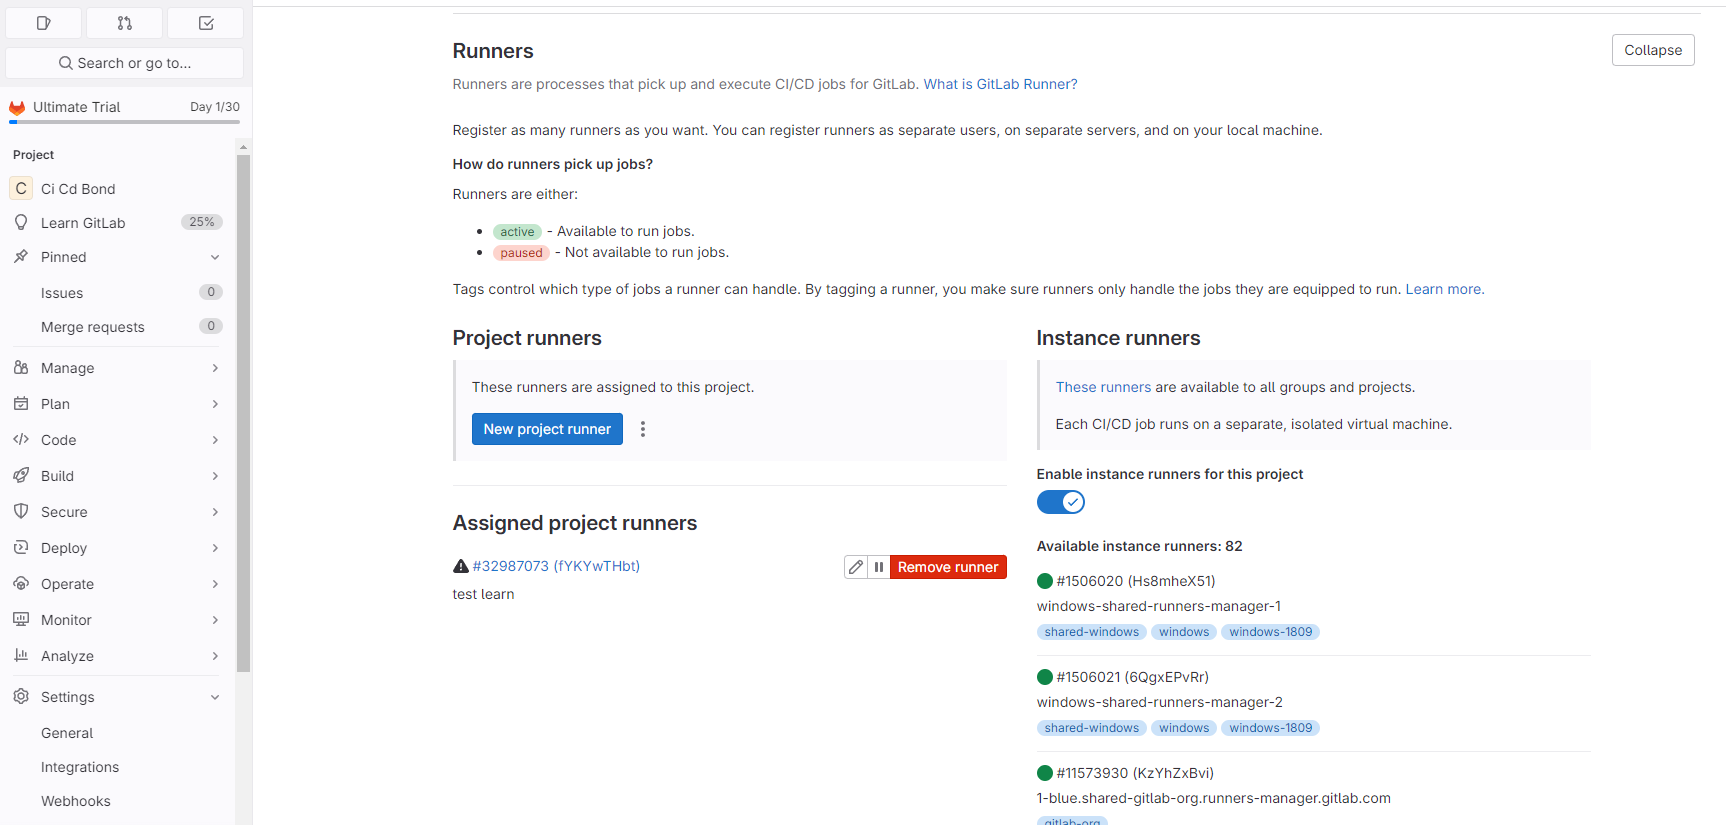 Search or go to...
Ultimate Trial
Day 1/30
Project
C
Ci Cd Bond
Learn GitLab
25%
Pinned
Issues
0
Merge requests
0
Manage
Plan
Code
Build
Secure
Deploy
Operate
Monitor
Analyze
Settings
General
Integrations
Webhooks
Runners
Collapse
Runners are processes that pick up and execute CI/CD jobs for GitLab. What is GitLab Runner?
Register as many runners as you want. You can register runners as separate users, on separate servers, and on your local machine.
How do runners pick up jobs?
Runners are either:
active - Available to run jobs.
paused - Not available to run jobs.
Tags control which type of jobs a runner can handle. By tagging a runner, you make sure runners only handle the jobs they are equipped to run. Learn more.
Project runners
These runners are assigned to this project.
New project runner
Assigned project runners
#32987073 (fYKYwTHbt)
Remove runner
test learn
Instance runners
These runners are available to all groups and projects.
Each CI/CD job runs on a separate, isolated virtual machine.
Enable instance runners for this project
Available instance runners: 82
#1506020 (Hs8mheX51)
windows-shared-runners-manager-1
shared-windows windows windows-1809
#1506021 (6QgxEPvRr)
windows-shared-runners-manager-2
shared-windows windows windows-1809
#11573930 (KzYhZxBvi)
1-blue.shared-gitlab-org.runners-manager.gitlab.com
gitlab-org